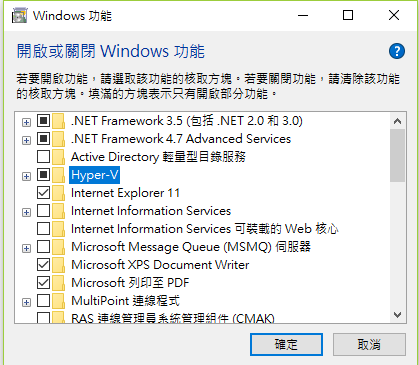 Windows 功能
開啟或關閉 Windows 功能
若要開啟功能，請選取該功能的核取方塊。若要關閉功能，請清除該功能
的核取方塊。填滿的方塊表示只有開啟部分功能。
.NET Framework 3.5 (包括 .NET 2.0 和 3.0)
.NET Framework 4.7 Advanced Services
Active Directory 輕量型目錄服務
Hyper-V
Internet Explorer 11
Internet Information Services
Internet Information Services 可裝載的 Web 核心
Microsoft Message Queue (MSMQ) 伺服器
Microsoft XPS Document Writer
Microsoft 列印至 PDF
MultiPoint 連線程式
RAS 連線管理員系統管理組件 (CMAK)
確定
取消